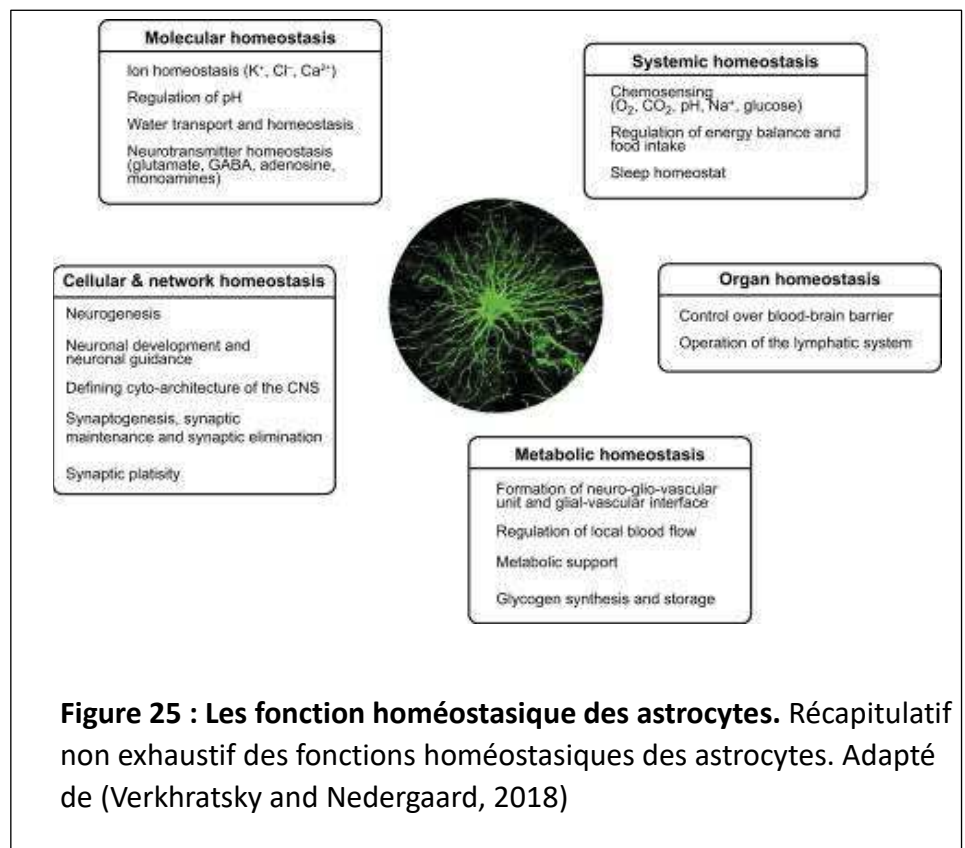 Molecular homeostasis
Ion homeostasis (K⁺, Cl⁻, Ca²⁺)
Regulation of pH
Water transport and homeostasis
Neurotransmitter homeostasis
(glutamate, GABA, adenosine,
monoamines)
Systemic homeostasis
Chemosensing
(O₂, CO₂, pH, Na⁺, glucose)
Regulation of energy balance and
food intake
Sleep homeostat
Cellular & network homeostasis
Neurogenesis
Neuronal development and
neuronal guidance
Defining cyto-architecture of the CNS
Synaptogenesis, synaptic
maintenance and synaptic elimination
Synaptic platisity
Organ homeostasis
Control over blood-brain barrier
Operation of the lymphatic system
Metabolic homeostasis
Formation of neuro-glio-vascular
unit and glial-vascular interface
Regulation of local blood flow
Metabolic support
Glycogen synthesis and storage
Figure 25 : Les fonction homéostasique des astrocytes. Récapitulatif
non exhaustif des fonctions homéostasiques des astrocytes. Adapté
de (Verkhratsky and Nedergaard, 2018)